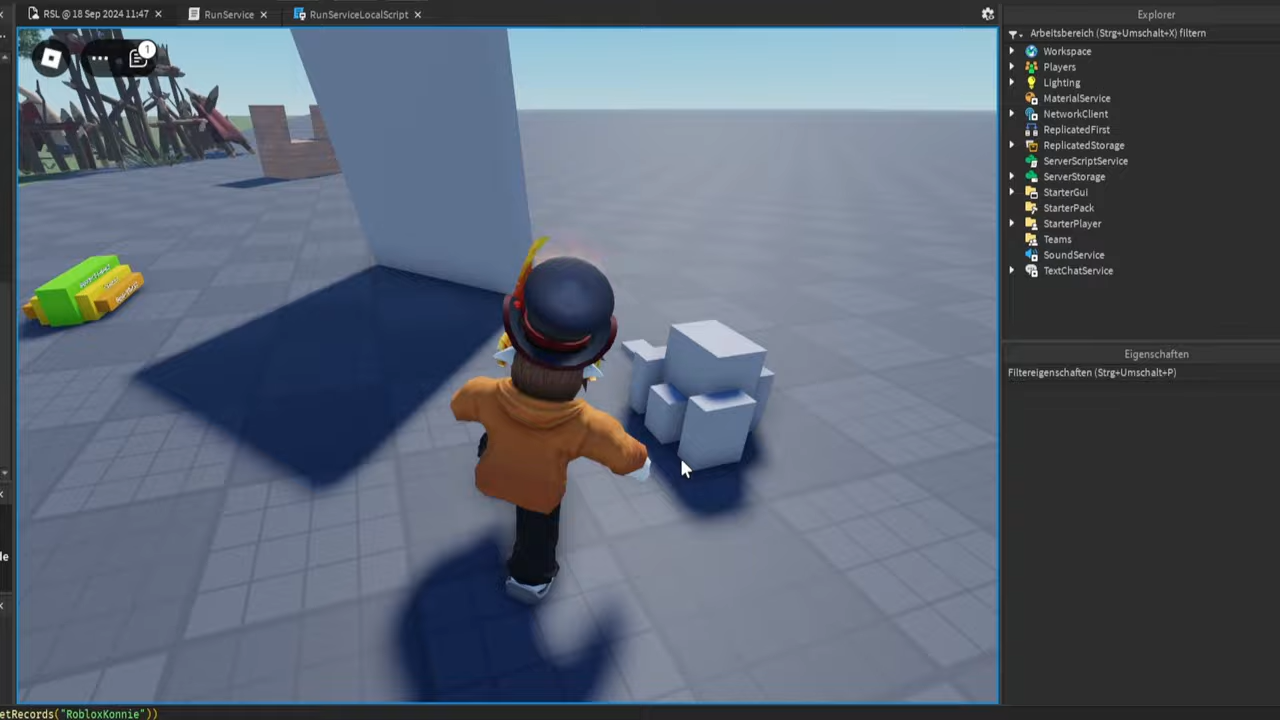 RSL @ 18 Sep 2024 11:47
RunService
RunServiceLocalScript
1
Explorer
Arbeitsbereich (Strg+Umschalt+X) filtern
Workspace
Players
Lighting
MaterialService
NetworkClient
ReplicatedFirst
ReplicatedStorage
ServerScriptService
ServerStorage
StarterGui
StarterPack
StarterPlayer
Teams
SoundService
TextChatService
Eigenschaften
Filtereigenschaften (Strg+Umschalt+P)
etRecords("RobloxKonnie"))